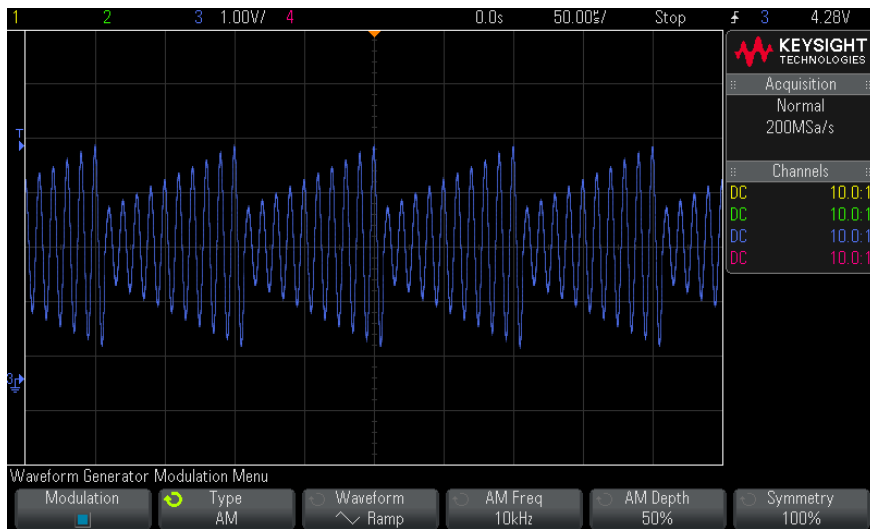 1 2 3 1.00V/ 4 0.0s 50.00㎲/ Stop 3 4.28V
KEYSIGHT
TECHNOLOGIES
Acquisition
Normal
200MSa/s
Channels
DC 10.0:1
DC 10.0:1
DC 10.0:1
DC 10.0:1
T
3
Waveform Generator Modulation Menu
Modulation Type Waveform AM Freq AM Depth Symmetry
AM Ramp 10kHz 50% 100%